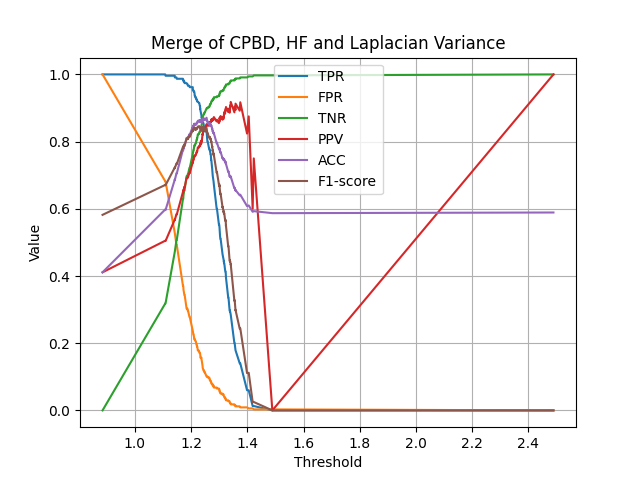 Merge of CPBD, HF and Laplacian Variance
Value
1.0
0.8
0.6
0.4
0.2
0.0
TPR
FPR
TNR
PPV
ACC
F1-score
1.0 1.2 1.4 1.6 1.8 2.0 2.2 2.4
Threshold